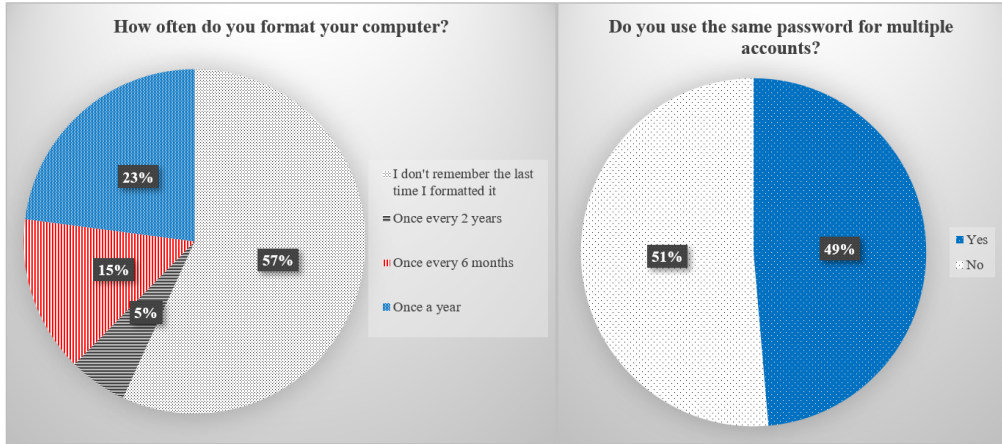 How often do you format your computer?
23%
15%
5%
57%
I don't remember the last
time I formatted it
Once every 2 years
Once every 6 months
Once a year
Do you use the same password for multiple
accounts?
51%
49%
Yes
No